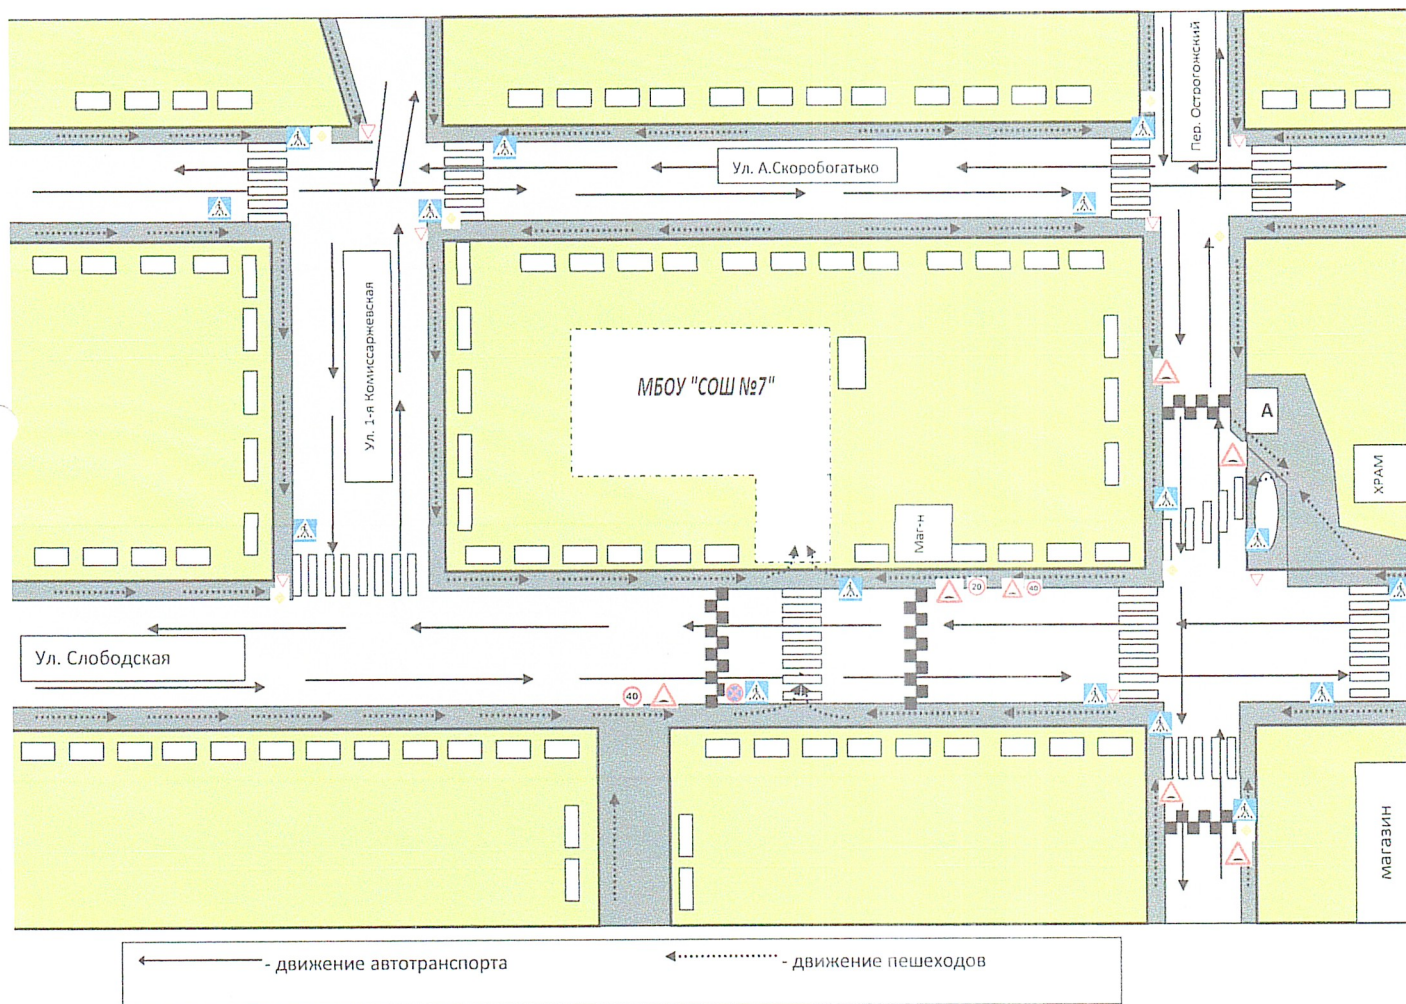 Пер. Острогожский
Ул. А.Скоробогатько
Ул. 1-я Комиссаржевская
МБОУ "СОШ №7"
А
ХРАМ
Маг-н
20
40
Ул. Слободская
40
магазин
- движение автотранспорта
- движение пешеходов